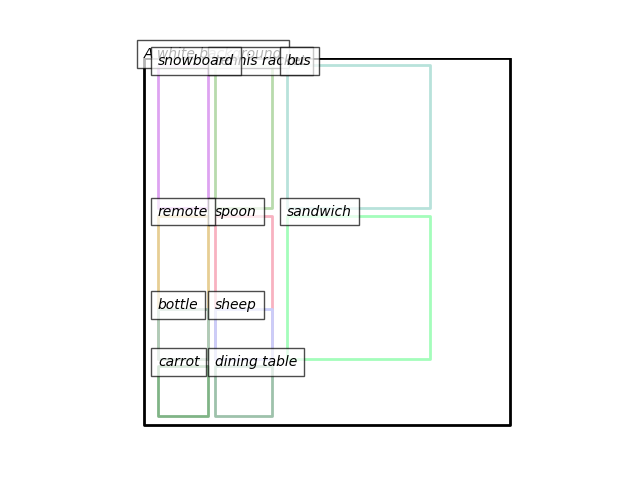 A white background
snowboard
tennis racket
bus
remote
spoon
sandwich
bottle
sheep
carrot
dining table